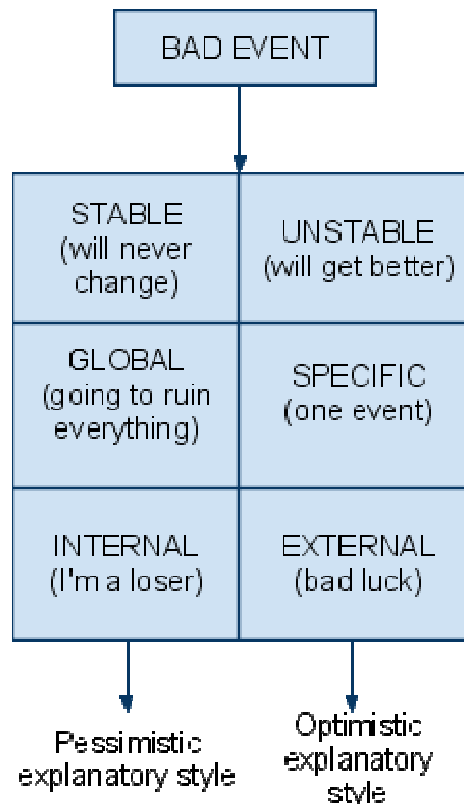 BAD EVENT
STABLE
(will never
change)
UNSTABLE
(will get better)
GLOBAL
(going to ruin
everything)
SPECIFIC
(one event)
INTERNAL
(I'm a loser)
EXTERNAL
(bad luck)
Pessimistic
explanatory style
Optimistic
explanatory
style